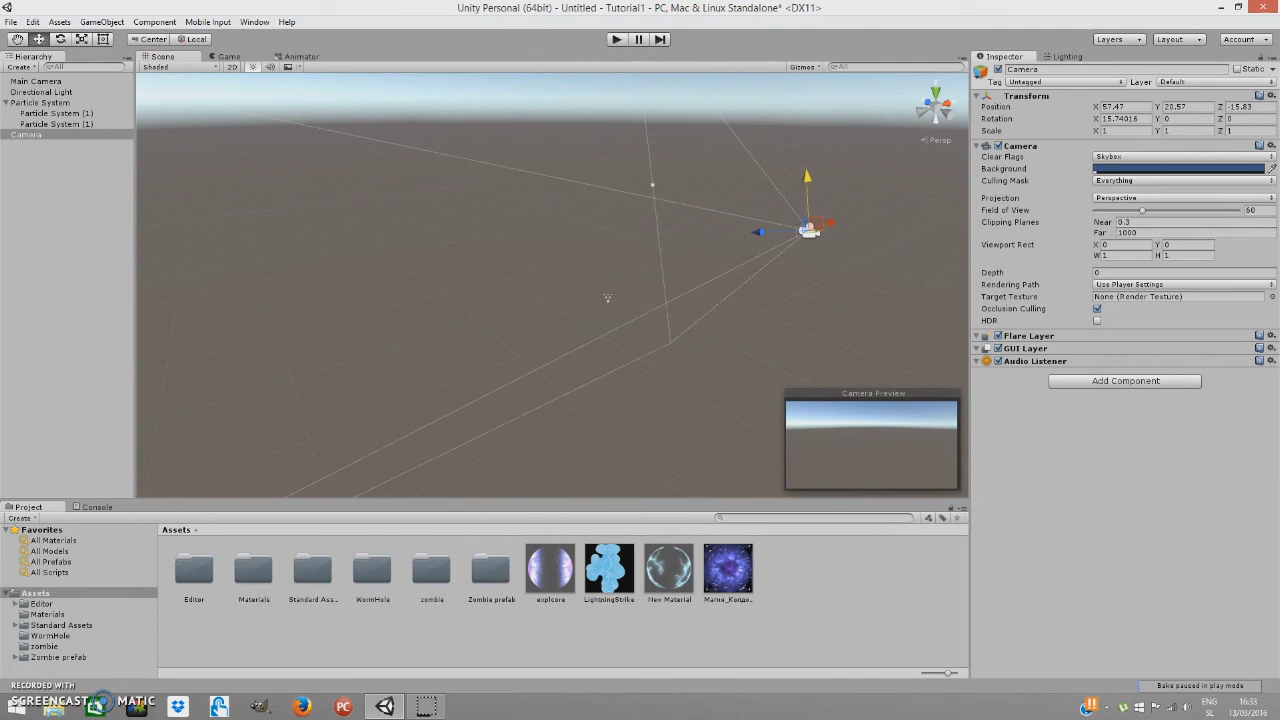 Unity Personal (64bit) - Untitled - Tutorial1 - PC, Mac & Linux Standalone* <DX11>
File Edit Assets GameObject Component Mobile Input Window Help
Center Local Layers Layout Account
Hierarchy
Create All
Main Camera
Directional Light
Particle System
Particle System (1)
Particle System (1)
Camera
Scene Game Animator
Shaded 2D Gizmos All
Persp
Camera Preview
Inspector Lighting
Camera Static
Tag Untagged Layer Default
Transform
Position X 57.47 Y 20.57 Z -15.83
Rotation X 15.74016 Y 0 Z 0
Scale X 1 Y 1 Z 1
Camera
Clear Flags Skybox
Background
Culling Mask Everything
Projection Perspective
Field of View 60
Clipping Planes Near 0.3
Far 1000
Viewport Rect X 0 Y 0
W 1 H 1
Depth 0
Rendering Path Use Player Settings
Target Texture None (Render Texture)
Occlusion Culling
HDR
Flare Layer
GUI Layer
Audio Listener
Add Component
Project Console
Create
Favorites
All Materials
All Models
All Prefabs
All Scripts
Assets
Editor
Materials
Standard Assets
WormHole
zombie
Zombie prefab
Assets
Editor Materials Standard Ass... WormHole zombie Zombie prefab explcore LightningStrike New Material Магия_Колдо...
Bake paused in play mode
RECORDED WITH
SCREENCAST MATIC
PC
ENG
SL
16:33
13/03/2016